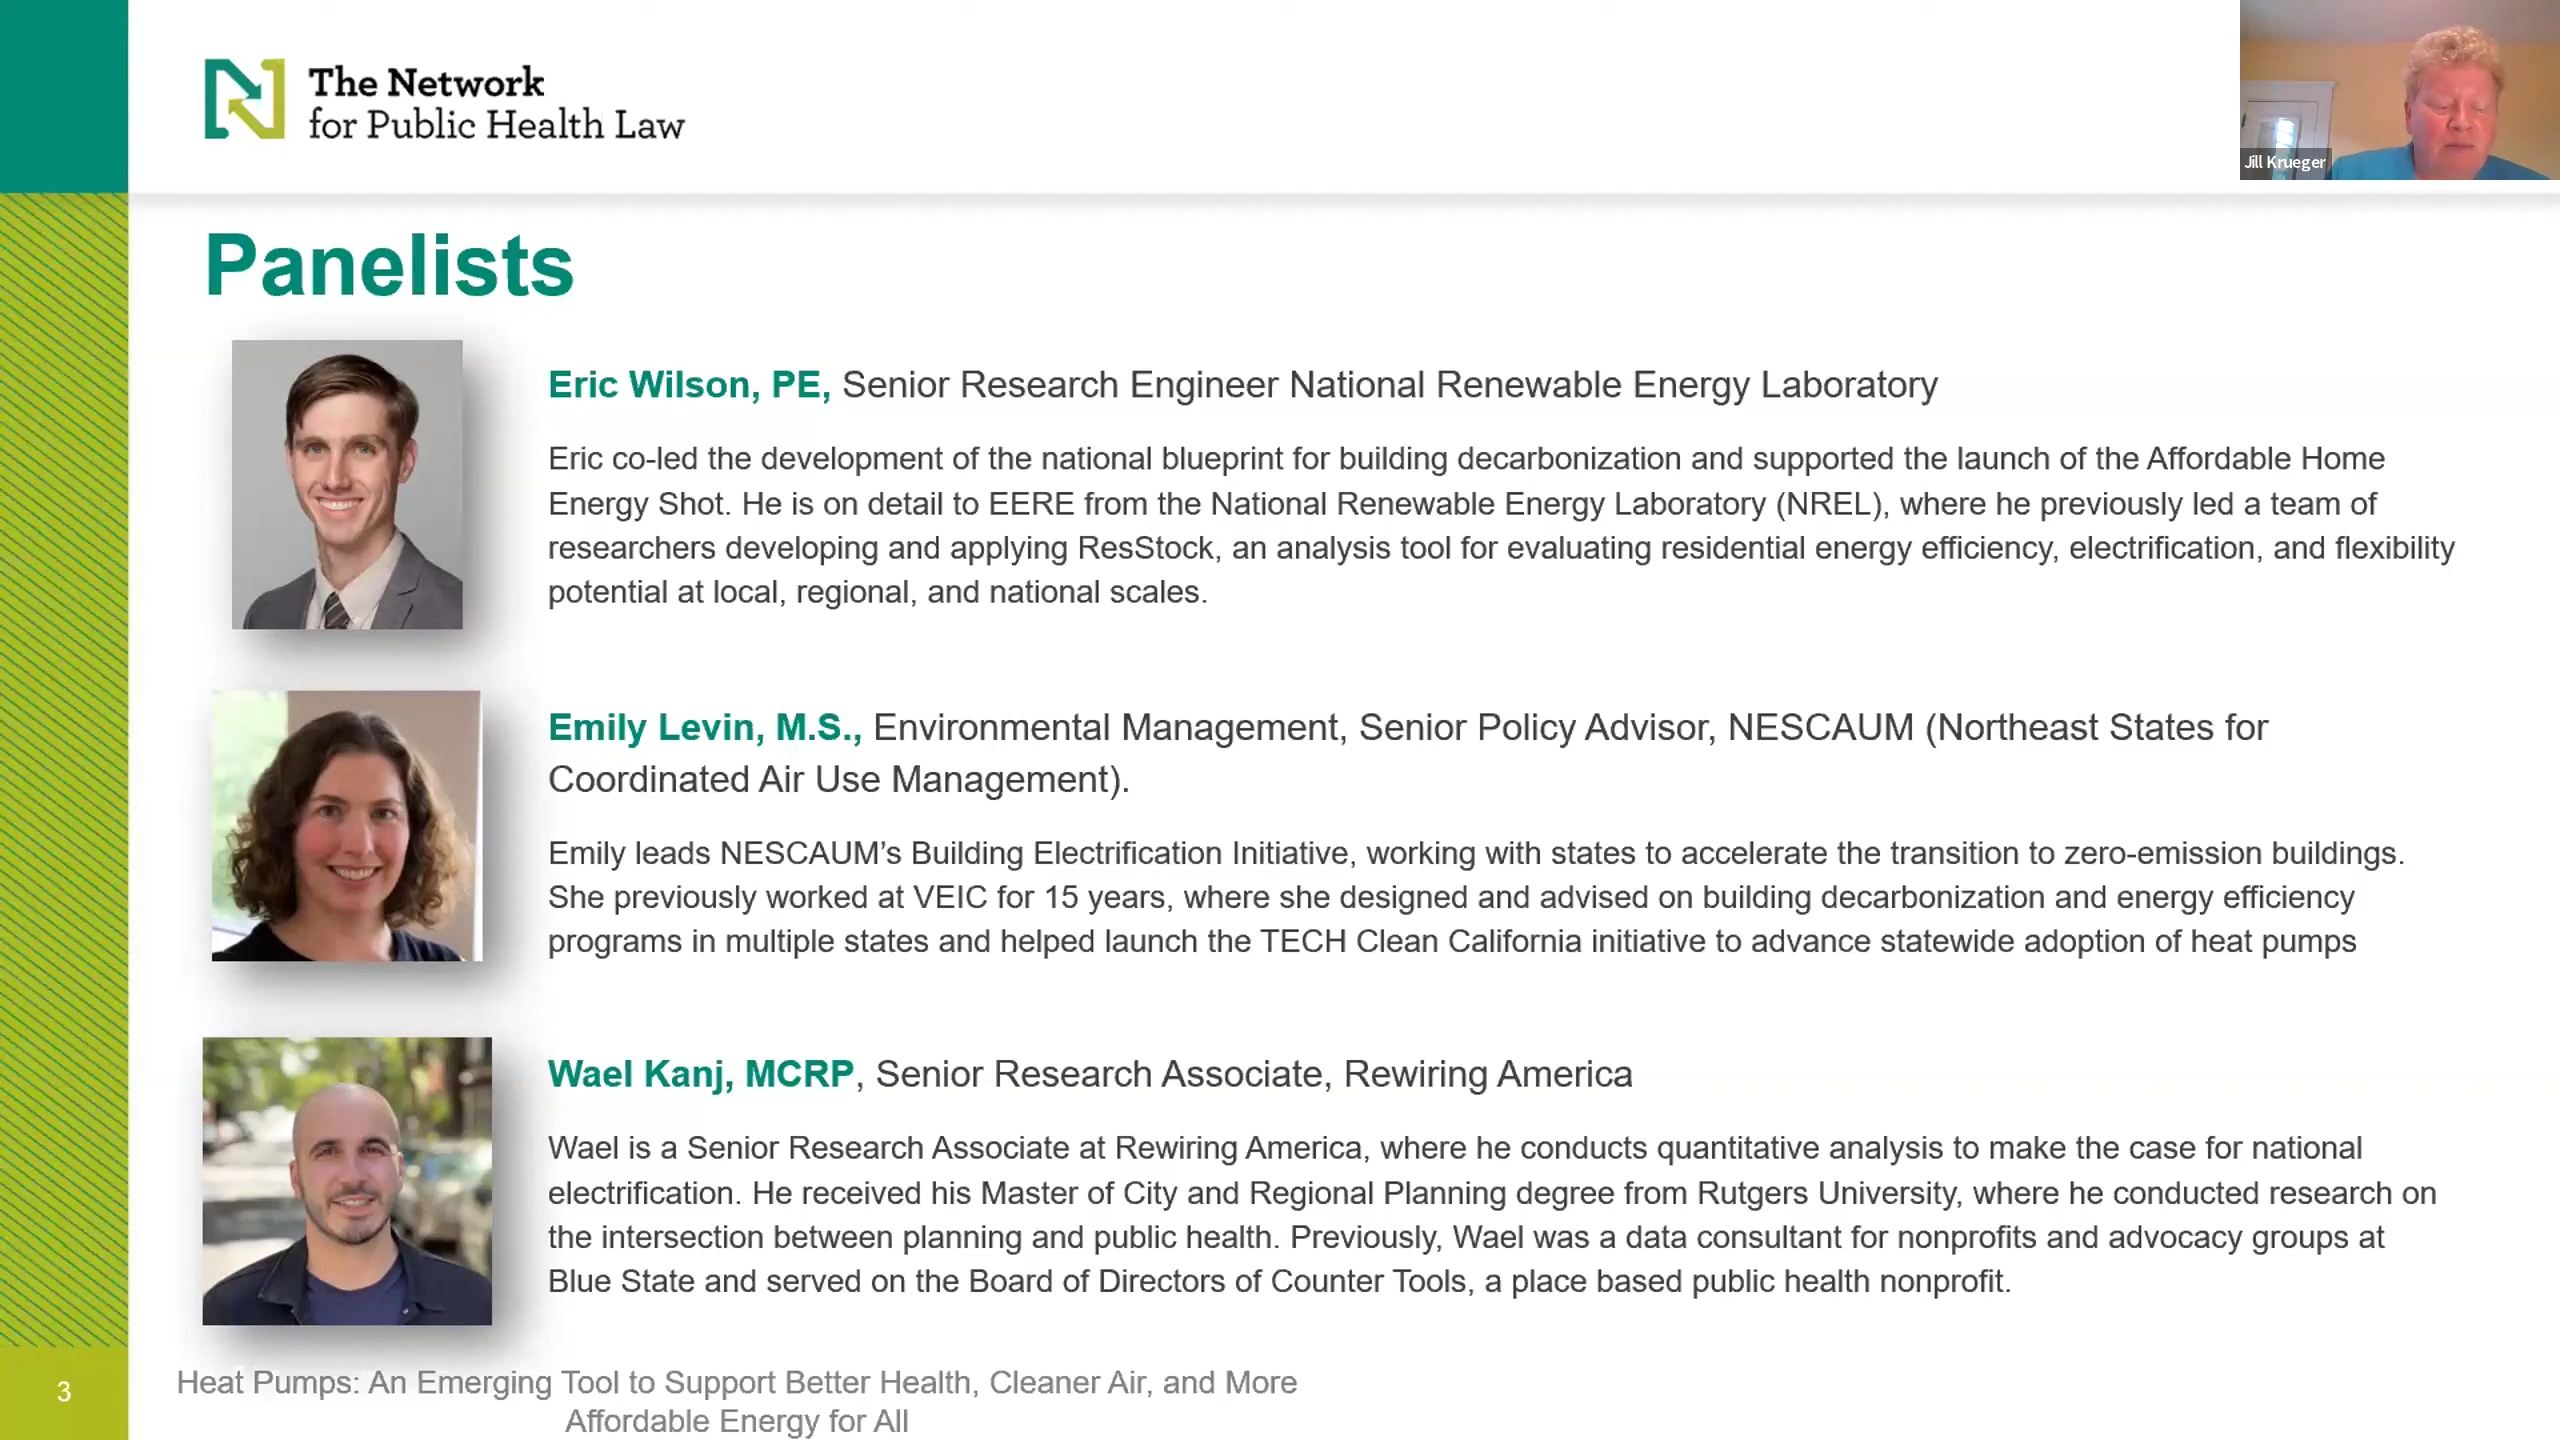 The Network
for Public Health Law
Jill Krueger
Panelists
Eric Wilson, PE, Senior Research Engineer National Renewable Energy Laboratory
Eric co-led the development of the national blueprint for building decarbonization and supported the launch of the Affordable Home
Energy Shot. He is on detail to EERE from the National Renewable Energy Laboratory (NREL), where he previously led a team of
researchers developing and applying ResStock, an analysis tool for evaluating residential energy efficiency, electrification, and flexibility
potential at local, regional, and national scales.
Emily Levin, M.S., Environmental Management, Senior Policy Advisor, NESCAUM (Northeast States for
Coordinated Air Use Management).
Emily leads NESCAUM’s Building Electrification Initiative, working with states to accelerate the transition to zero-emission buildings.
She previously worked at VEIC for 15 years, where she designed and advised on building decarbonization and energy efficiency
programs in multiple states and helped launch the TECH Clean California initiative to advance statewide adoption of heat pumps
Wael Kanj, MCRP, Senior Research Associate, Rewiring America
Wael is a Senior Research Associate at Rewiring America, where he conducts quantitative analysis to make the case for national
electrification. He received his Master of City and Regional Planning degree from Rutgers University, where he conducted research on
the intersection between planning and public health. Previously, Wael was a data consultant for nonprofits and advocacy groups at
Blue State and served on the Board of Directors of Counter Tools, a place based public health nonprofit.
3
Heat Pumps: An Emerging Tool to Support Better Health, Cleaner Air, and More
Affordable Energy for All